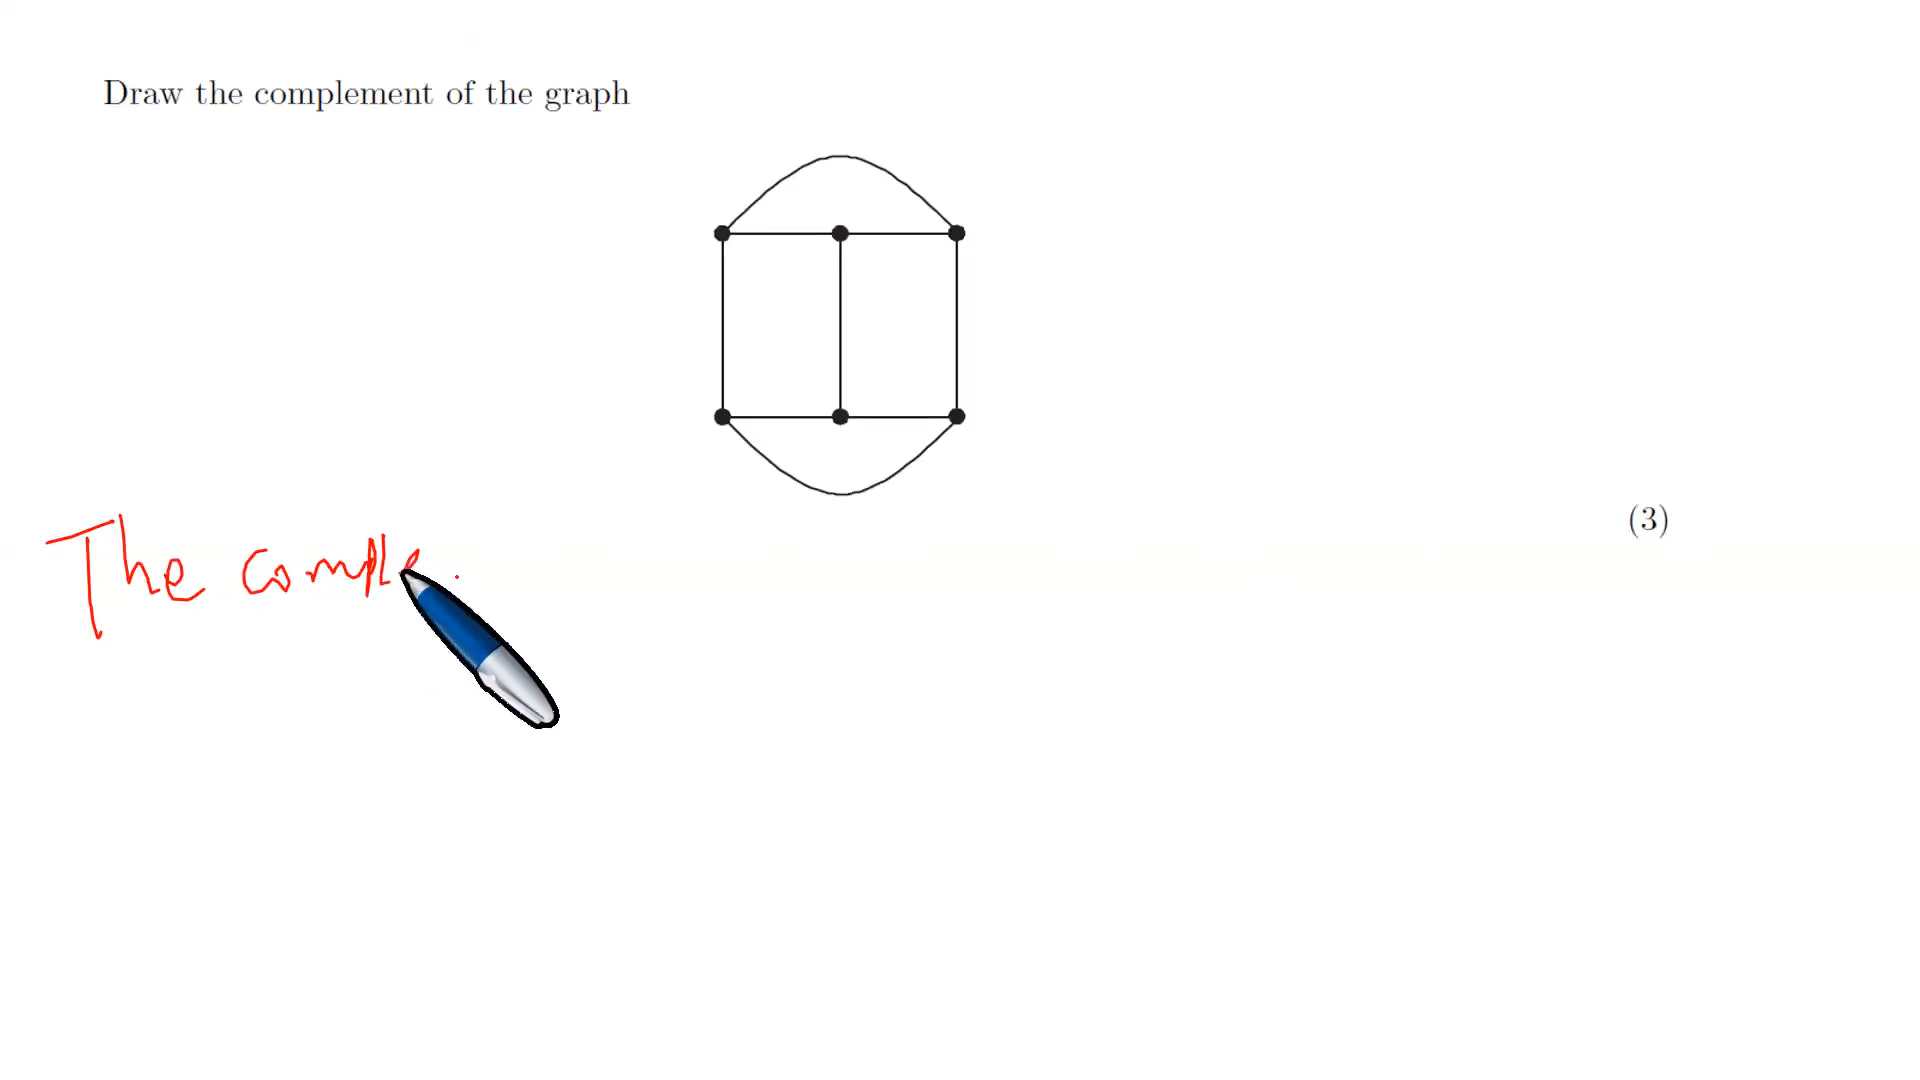 Draw the complement of the graph
(3)
The comple